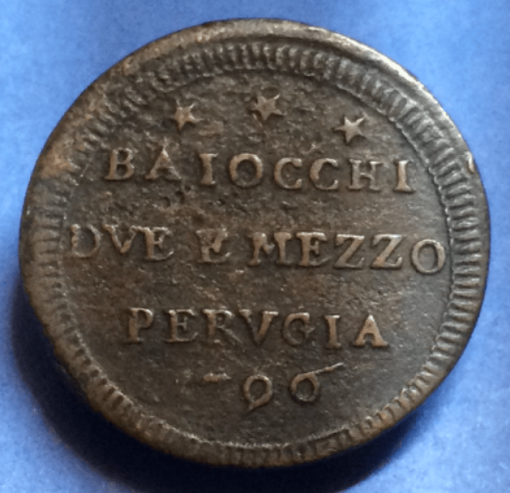 BAIOCCHI
DVE E MEZZO
PERVGIA
96